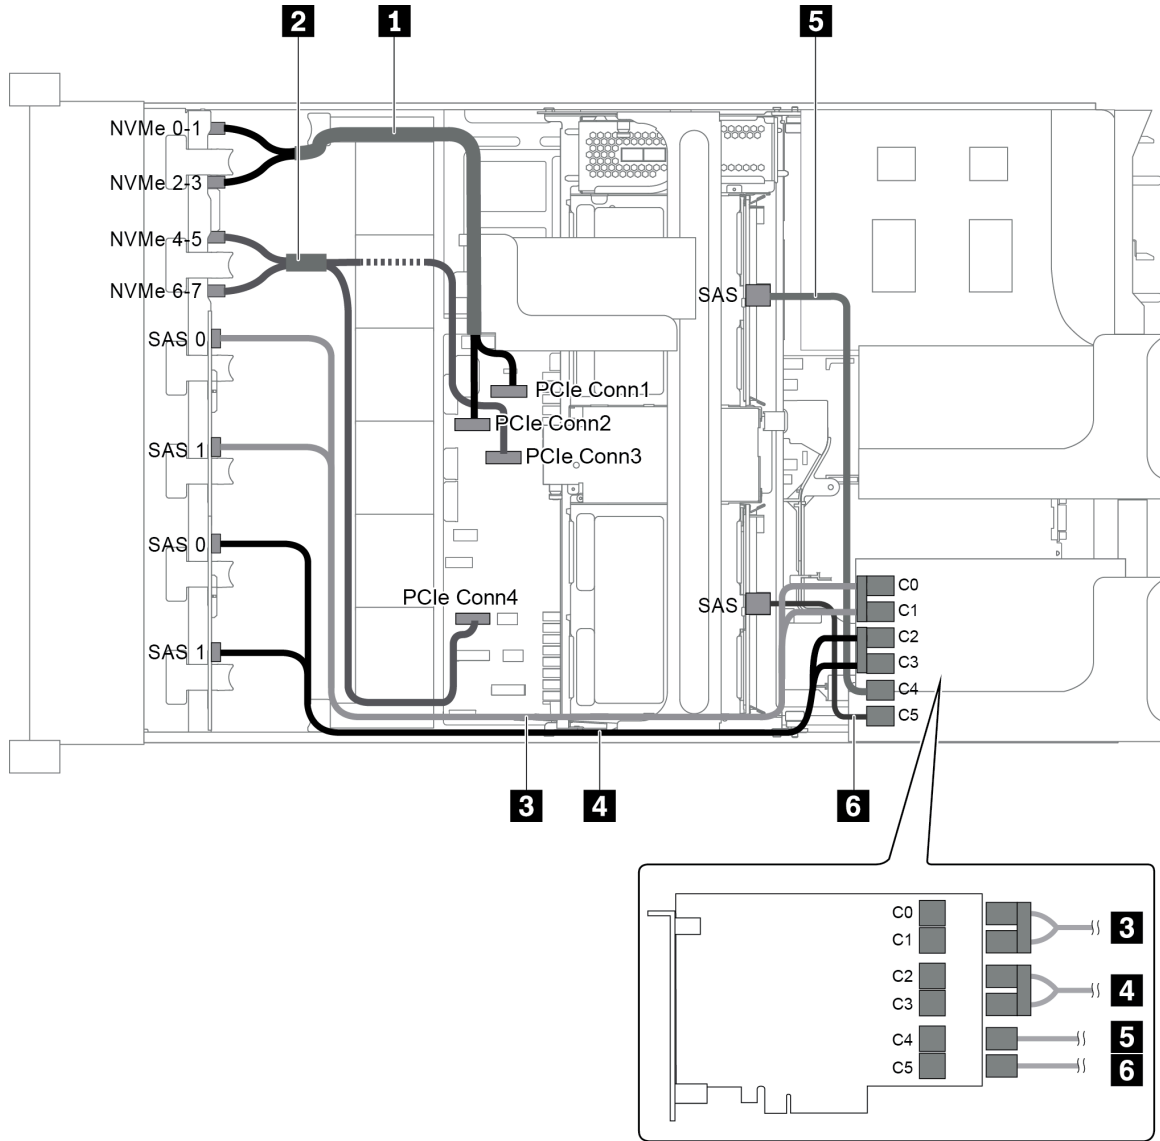 2
1
5
NVMe 0-1
NVMe 2-3
NVMe 4-5
NVMe 6-7
SAS
SAS 0
PCIe Conn1
PCIe Conn2
SAS 1
PCIe Conn3
SAS 0
C0
PCIe Conn4
SAS
C1
C2
SAS 1
C3
C4
C5
3
4
6
C0
3
C1
C2
4
C3
C4
5
C5
6